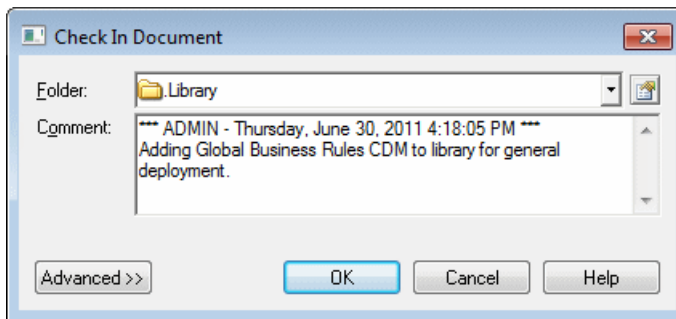 Check In Document
Folder: .Library
Comment: *** ADMIN - Thursday, June 30, 2011 4:18:05 PM ***
Adding Global Business Rules CDM to library for general
deployment.
Advanced >> OK Cancel Help